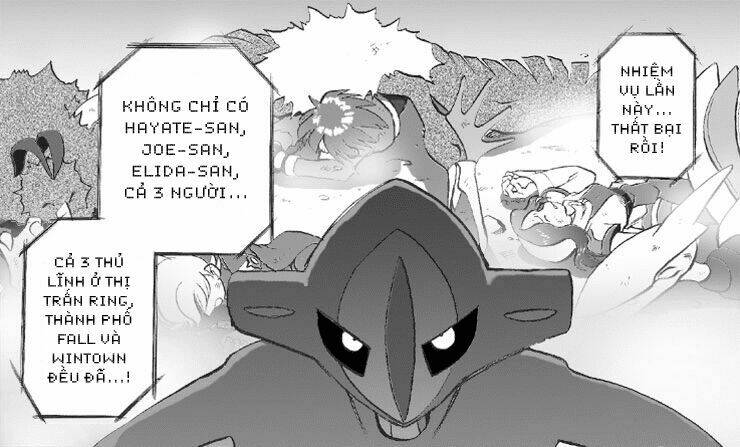 NHIỆM
VỤ LẦN
NÀY...
THẤT BẠI
RỒI!
KHÔNG CHỈ CÓ
HAYATE-SAN,
JOE-SAN,
ELIDA-SAN,
CẢ 3 NGƯỜI...
CẢ 3 THỦ
LĨNH Ở THỊ
TRẤN RING,
THÀNH PHỐ
FALL VÀ
WINTOWN
ĐỀU ĐÃ...!